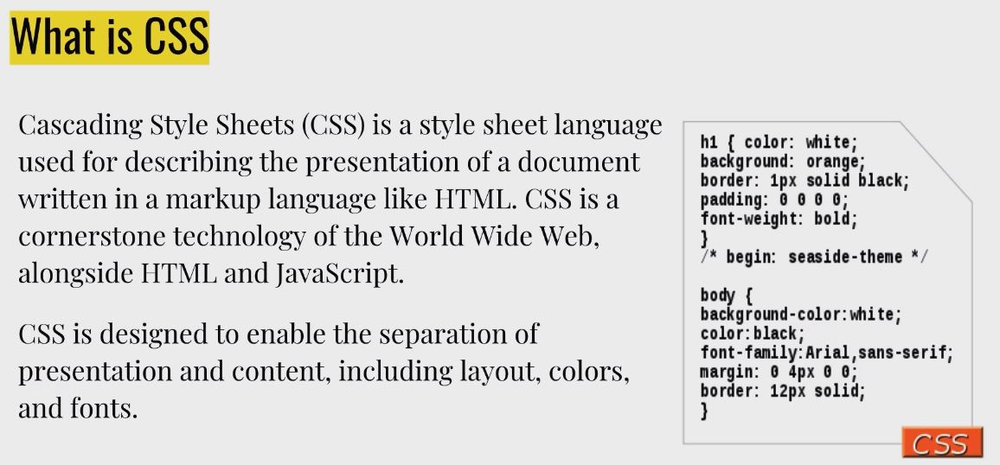 What is CSS
Cascading Style Sheets (CSS) is a style sheet language
used for describing the presentation of a document
written in a markup language like HTML. CSS is a
cornerstone technology of the World Wide Web,
alongside HTML and JavaScript.
CSS is designed to enable the separation of
presentation and content, including layout, colors,
and fonts.
h1 { color: white;
background: orange;
border: 1px solid black;
padding: 0 0 0 0;
font-weight: bold;
}
/* begin: seaside-theme */
body {
background-color:white;
color:black;
font-family:Arial,sans-serif;
margin: 0 4px 0 0;
border: 12px solid;
}
CSS